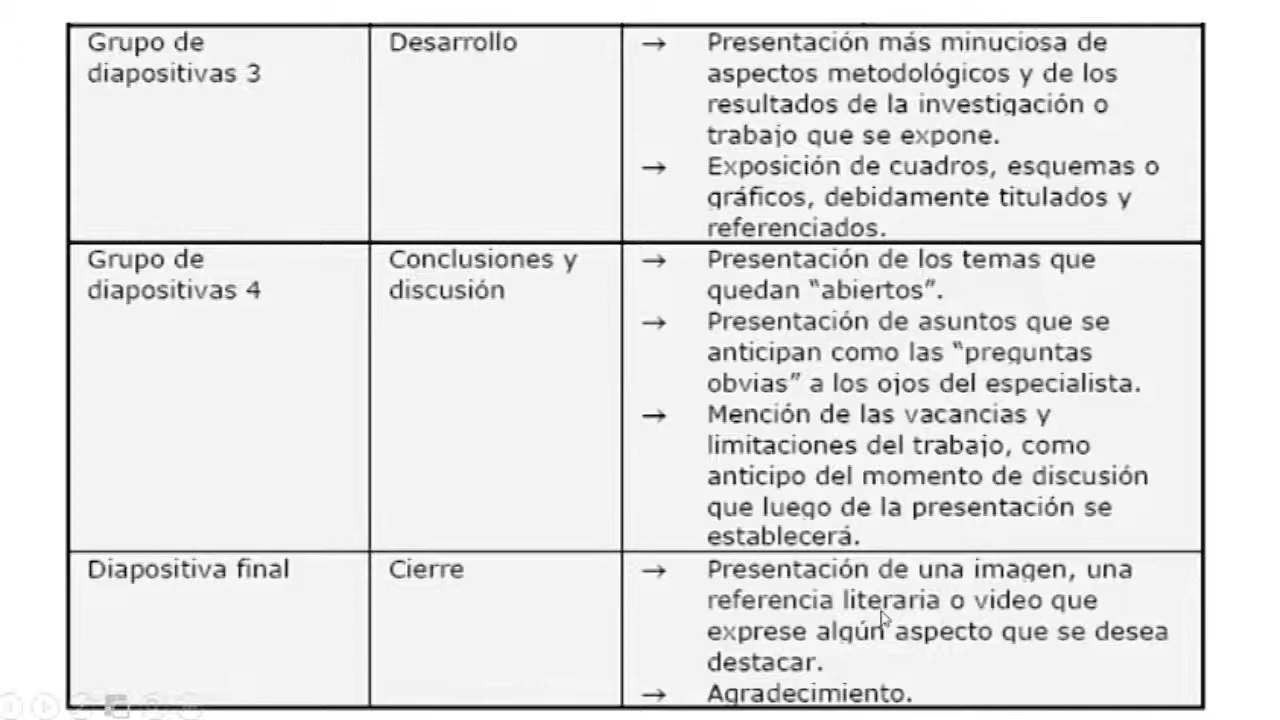 Grupo de
diapositivas 3
Desarrollo
→ Presentación más minuciosa de
aspectos metodológicos y de los
resultados de la investigación o
trabajo que se expone.
→ Exposición de cuadros, esquemas o
gráficos, debidamente titulados y
referenciados.
Grupo de
diapositivas 4
Conclusiones y
discusión
→ Presentación de los temas que
quedan “abiertos”.
→ Presentación de asuntos que se
anticipan como las “preguntas
obvias” a los ojos del especialista.
→ Mención de las vacancias y
limitaciones del trabajo, como
anticipo del momento de discusión
que luego de la presentación se
establecerá.
Diapositiva final
Cierre
→ Presentación de una imagen, una
referencia literaria o video que
exprese algún aspecto que se desea
destacar.
→ Agradecimiento.